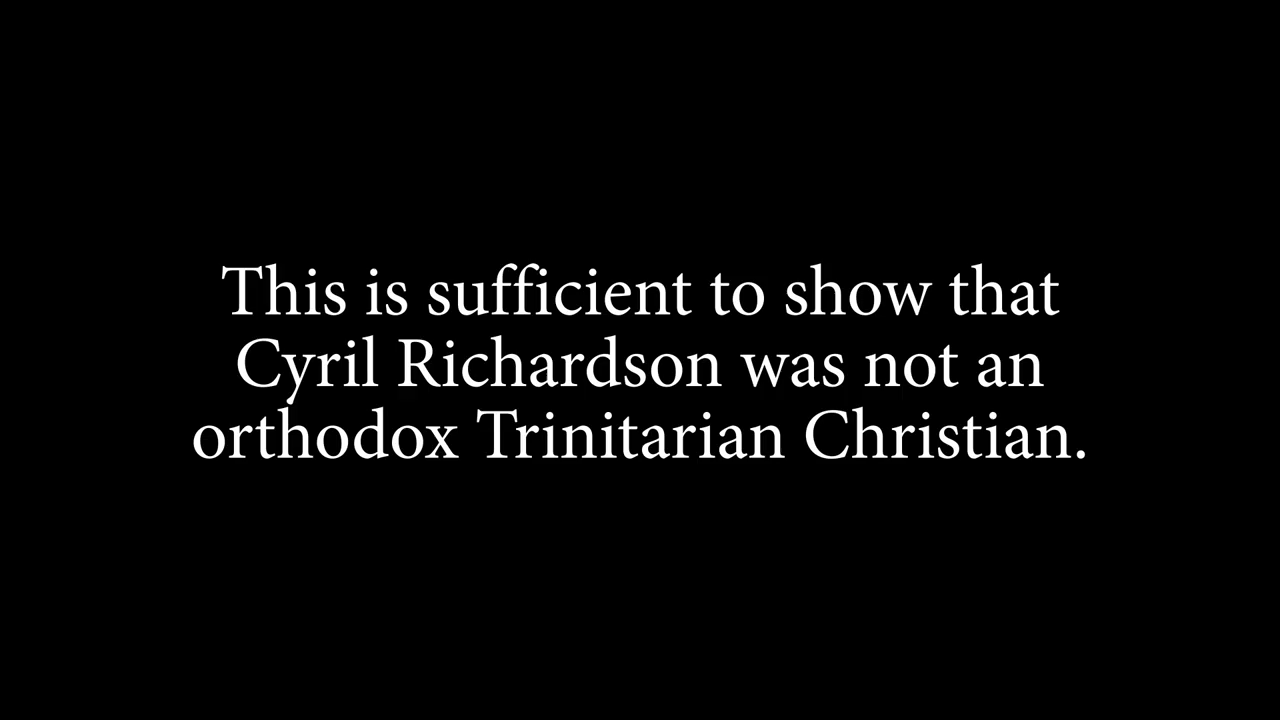 This is sufficient to show that
Cyril Richardson was not an
orthodox Trinitarian Christian.